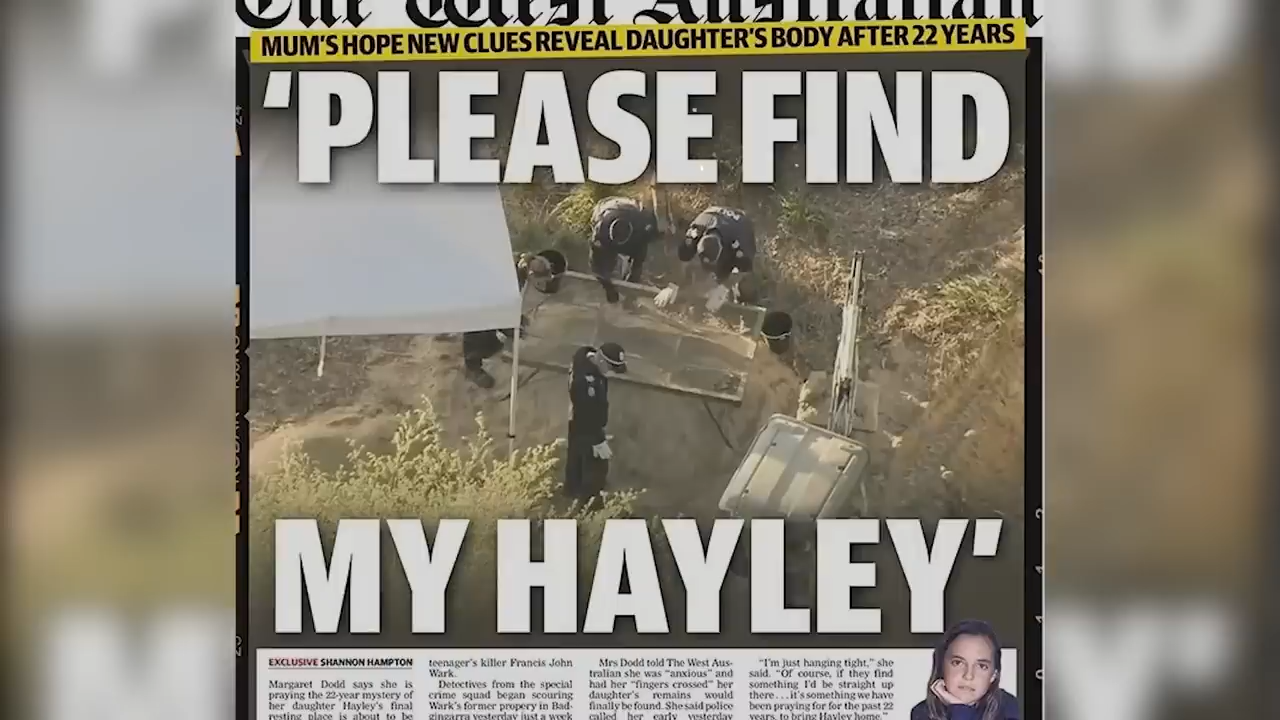 The West Australian
MUM'S HOPE NEW CLUES REVEAL DAUGHTER'S BODY AFTER 22 YEARS
'PLEASE FIND
MY HAYLEY'
EXCLUSIVE SHANNON HAMPTON
Margaret Dodd says she is
praying the 22-year mystery of
her daughter Hayley's final
resting place is about to be
teenager's killer Francis John
Wark.
Detectives from the special
crime squad began scouring
Wark's former propery in Bad-
gingarra yesterday just a week
Mrs Dodd told The West Aus-
tralian she was "anxious" and
had her "fingers crossed" her
daughter's remains would
finally be found. She said police
called her early yesterday
"I'm just hanging tight," she
said. "Of course, if they find
something I'd be straight up
there . . . it's something we have
been praying for for the past 22
years, to bring Hayley home."